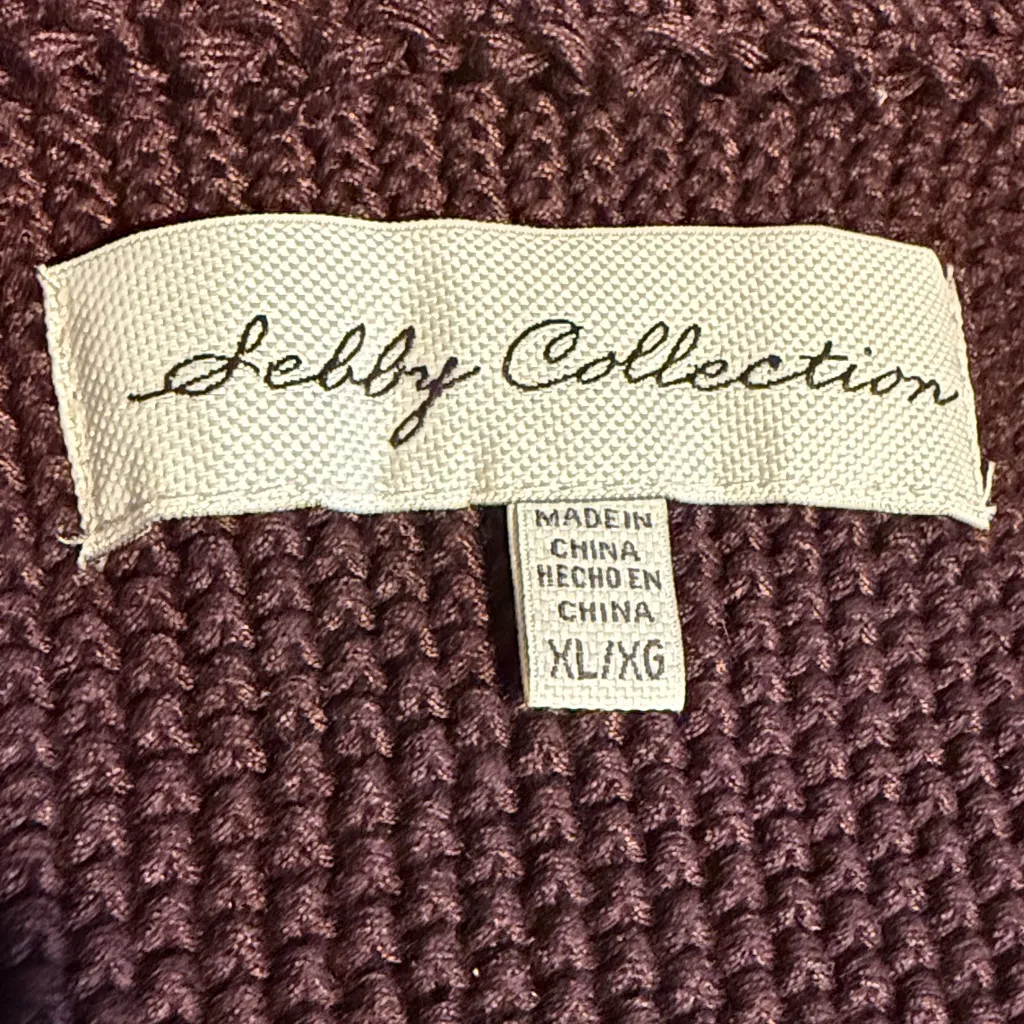 Sebby Collection
MADE IN
CHINA
HECHO EN
CHINA
XL/XG